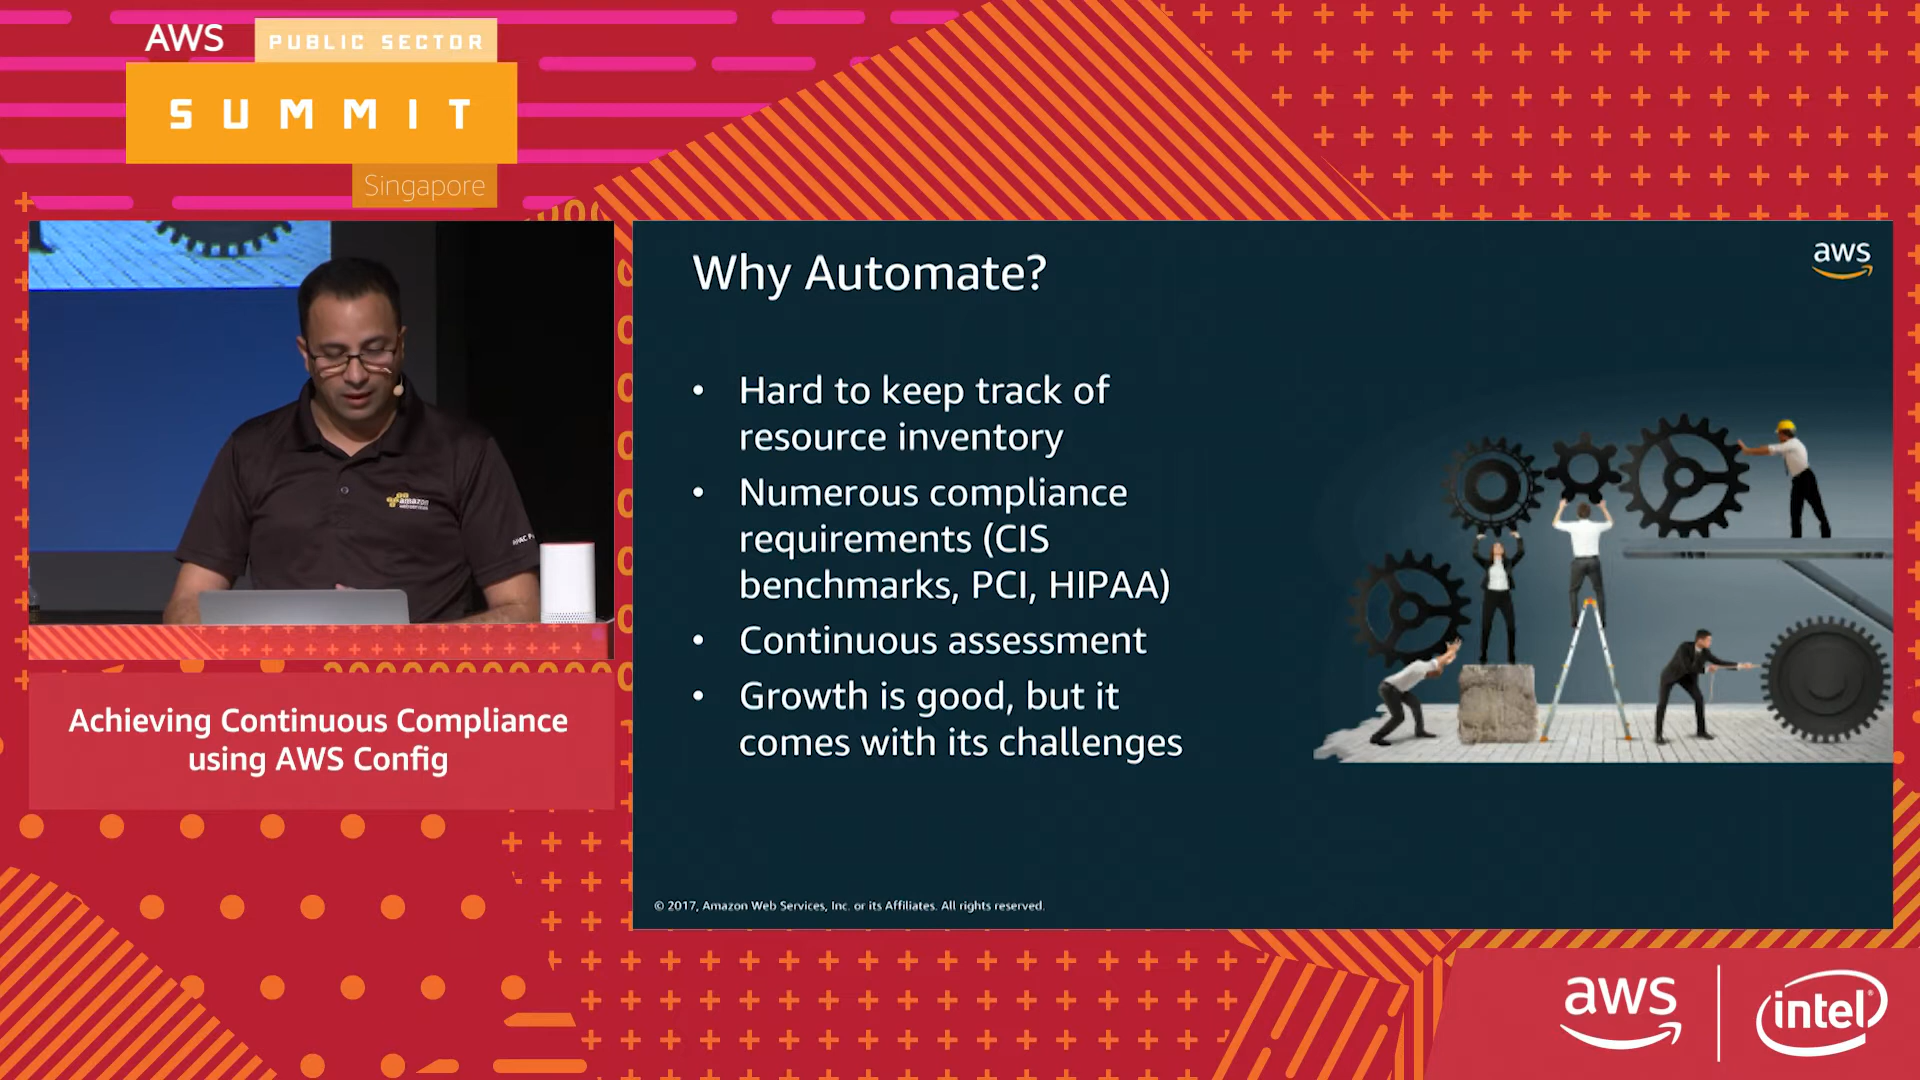 AWS
PUBLIC SECTOR
SUMMIT
Singapore
amazon
webservices
Achieving Continuous Compliance
using AWS Config
aws
Why Automate?
• Hard to keep track of
resource inventory
• Numerous compliance
requirements (CIS
benchmarks, PCI, HIPAA)
• Continuous assessment
• Growth is good, but it
comes with its challenges
© 2017, Amazon Web Services, Inc. or its Affiliates. All rights reserved.
aws
intel